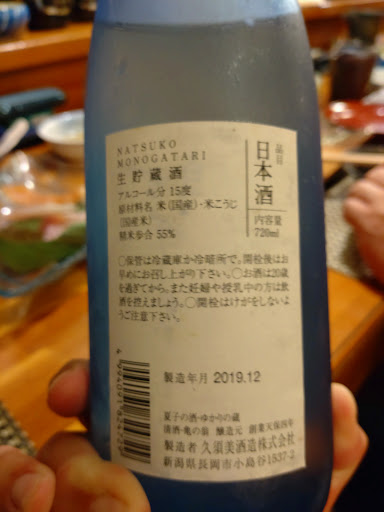 NATSUKO
MONOGATARI
生貯蔵酒
アルコール分 15度
原材料名 米(国産)・米こうじ
(国産米)
精米歩合 55%
品目
日本酒
内容量
720ml
○保管は冷蔵庫か冷暗所で。開栓後はお
早めにお召し上がり下さい。○お酒は20歳
を過ぎてから。また妊婦や授乳中の方は飲
酒を控えましょう。○開栓はけがをしないよ
うご注意下さい。
製造年月 2019.12
夏子の酒・ゆかりの蔵
清酒・亀の翁 醸造元 創業天保四年
製造者 久須美酒造株式会社
新潟県長岡市小島谷1537-2